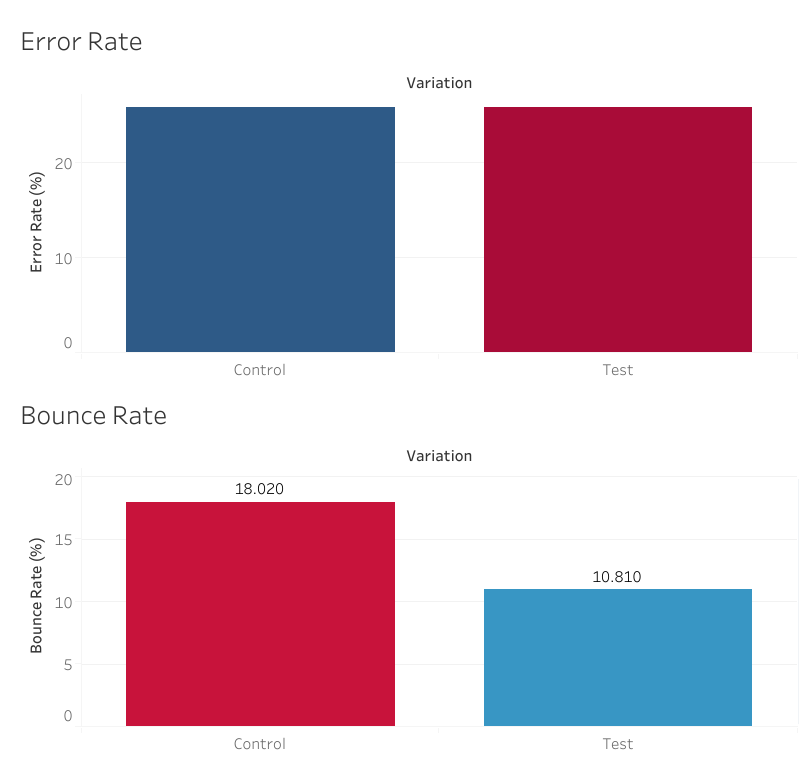 Error Rate
Variation
Error Rate (%)
20
10
0
Control Test
Bounce Rate
Variation
Bounce Rate (%)
20
15
10
5
0
18.020
10.810
Control Test